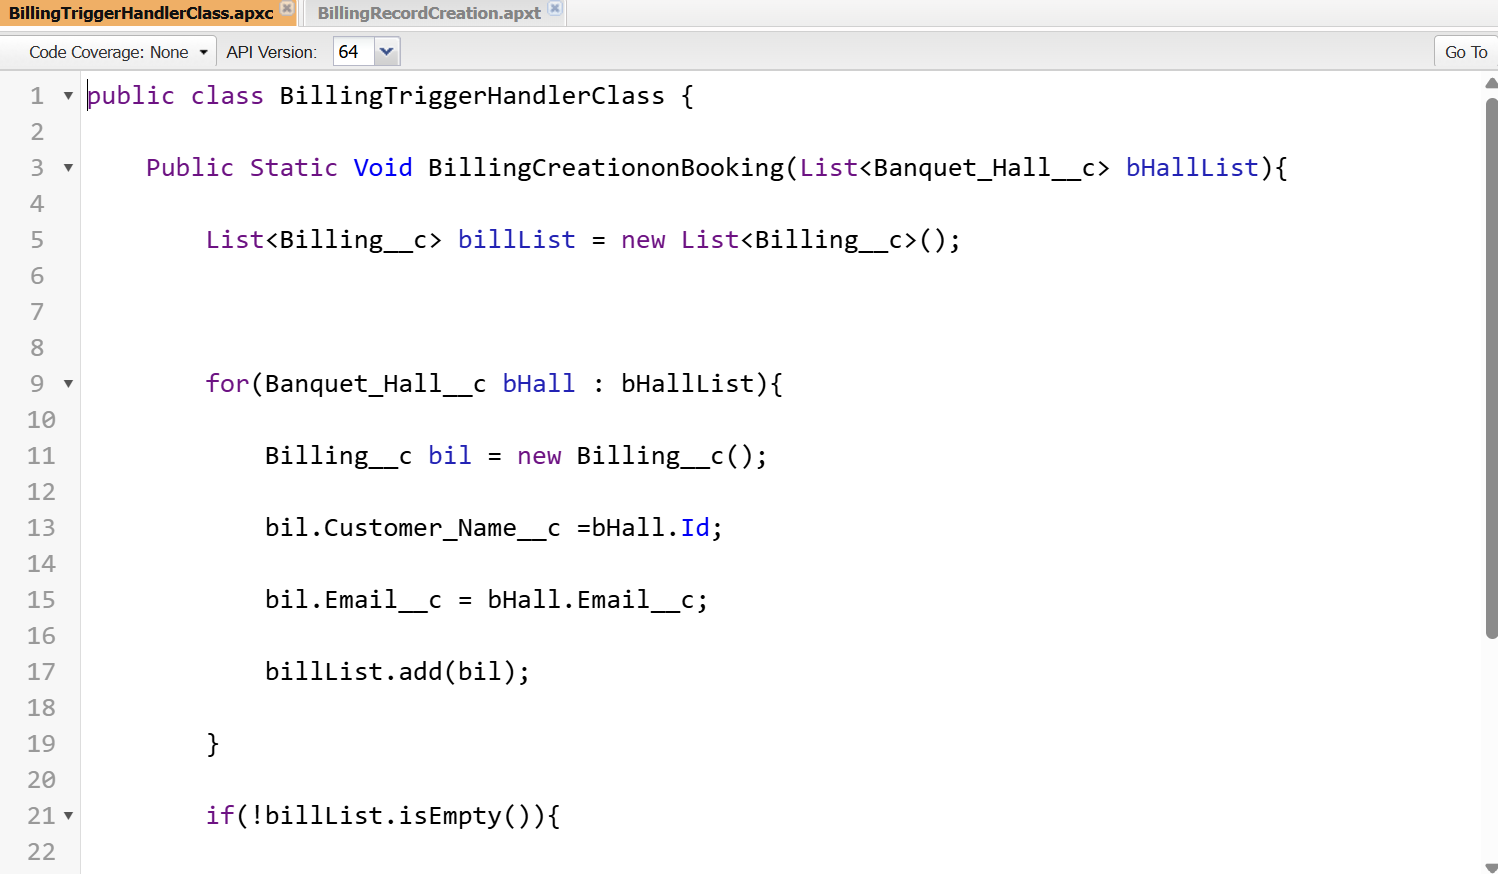 BillingTriggerHandlerClass.apxc BillingRecordCreation.apxt
Code Coverage: None API Version: 64 Go To
1 public class BillingTriggerHandlerClass {
2
3 Public Static Void BillingCreationonBooking(List<Banquet_Hall__c> bHallList){
4
5 List<Billing__c> billList = new List<Billing__c>();
6
7
8
9 for(Banquet_Hall__c bHall : bHallList){
10
11 Billing__c bil = new Billing__c();
12
13 bil.Customer_Name__c =bHall.Id;
14
15 bil.Email__c = bHall.Email__c;
16
17 billList.add(bil);
18
19 }
20
21 if(!billList.isEmpty()){
22